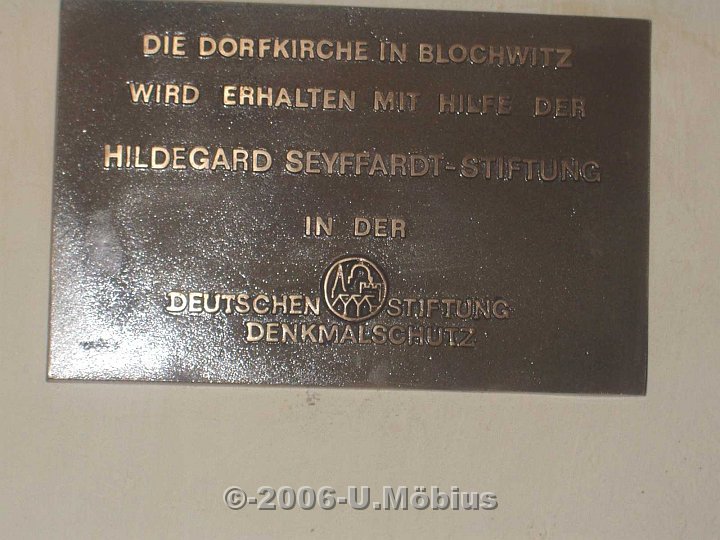 DIE DORFKIRCHE IN BLOCHWITZ
WIRD ERHALTEN MIT HILFE DER
HILDEGARD SEYFFARDT-STIFTUNG
IN DER
DEUTSCHEN STIFTUNG
DENKMALSCHUTZ
©-2006-U.Möbius